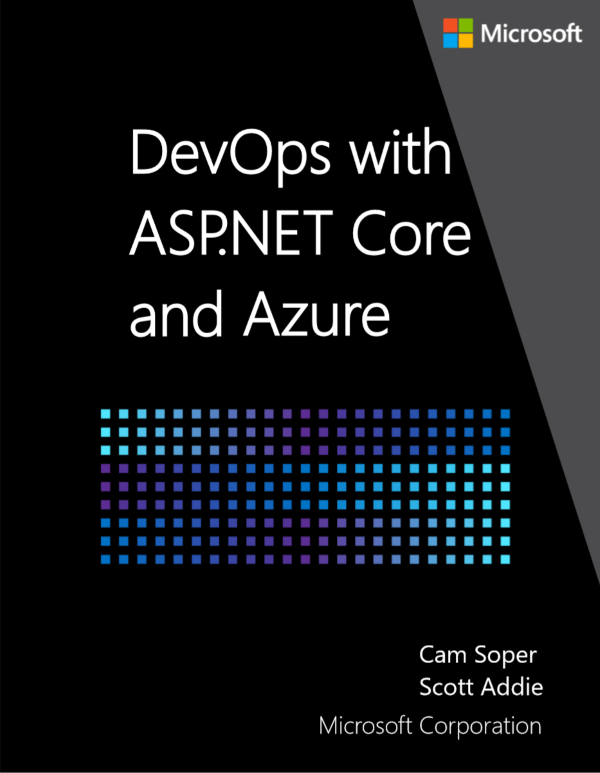 Microsoft
DevOps with
ASP.NET Core
and Azure
Cam Soper
Scott Addie
Microsoft Corporation